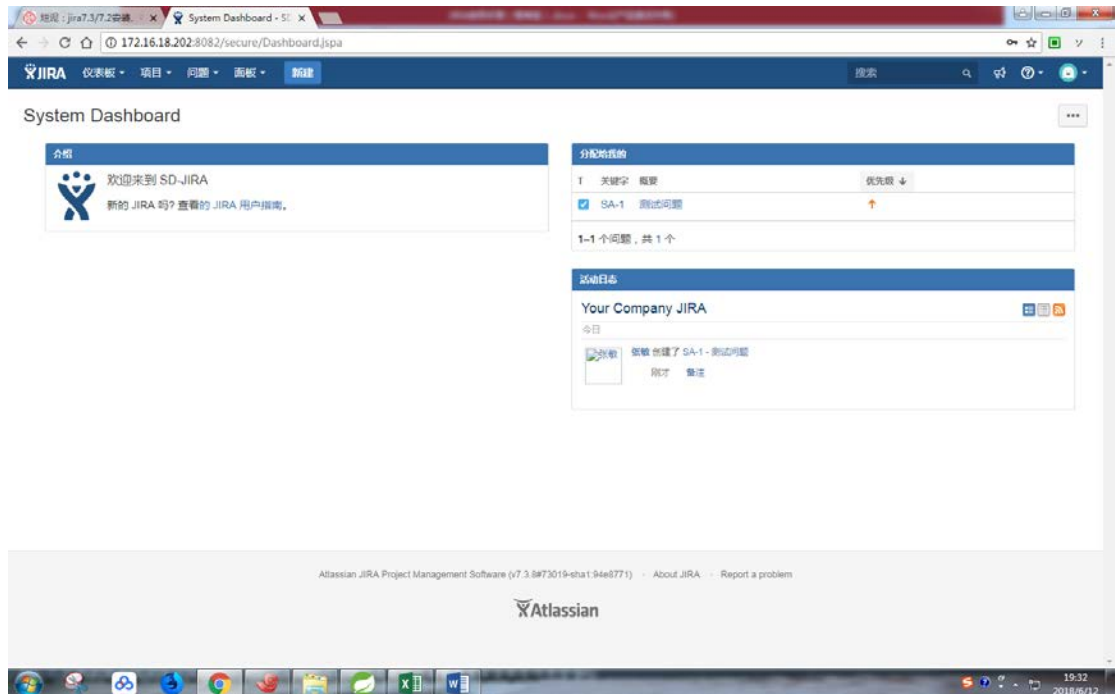 System Dashboard - SD
172.16.18.202:8082/secure/Dashboard.jspa
JIRA 仪表板 项目 问题 面板 新建 搜索
System Dashboard
介绍
欢迎来到 SD-JIRA
新的 JIRA 吗? 查看的 JIRA 用户指南。
分配给我的
T 关键字 概要 优先级
SA-1 测试问题
1–1 个问题，共 1 个
活动日志
Your Company JIRA
今日
张敏
张敏 创建了 SA-1 - 测试问题
刚才 备注
Atlassian JIRA Project Management Software (v7.3.8#73019-sha1:94e8771) · About JIRA · Report a problem
Atlassian
19:32
2018/6/12